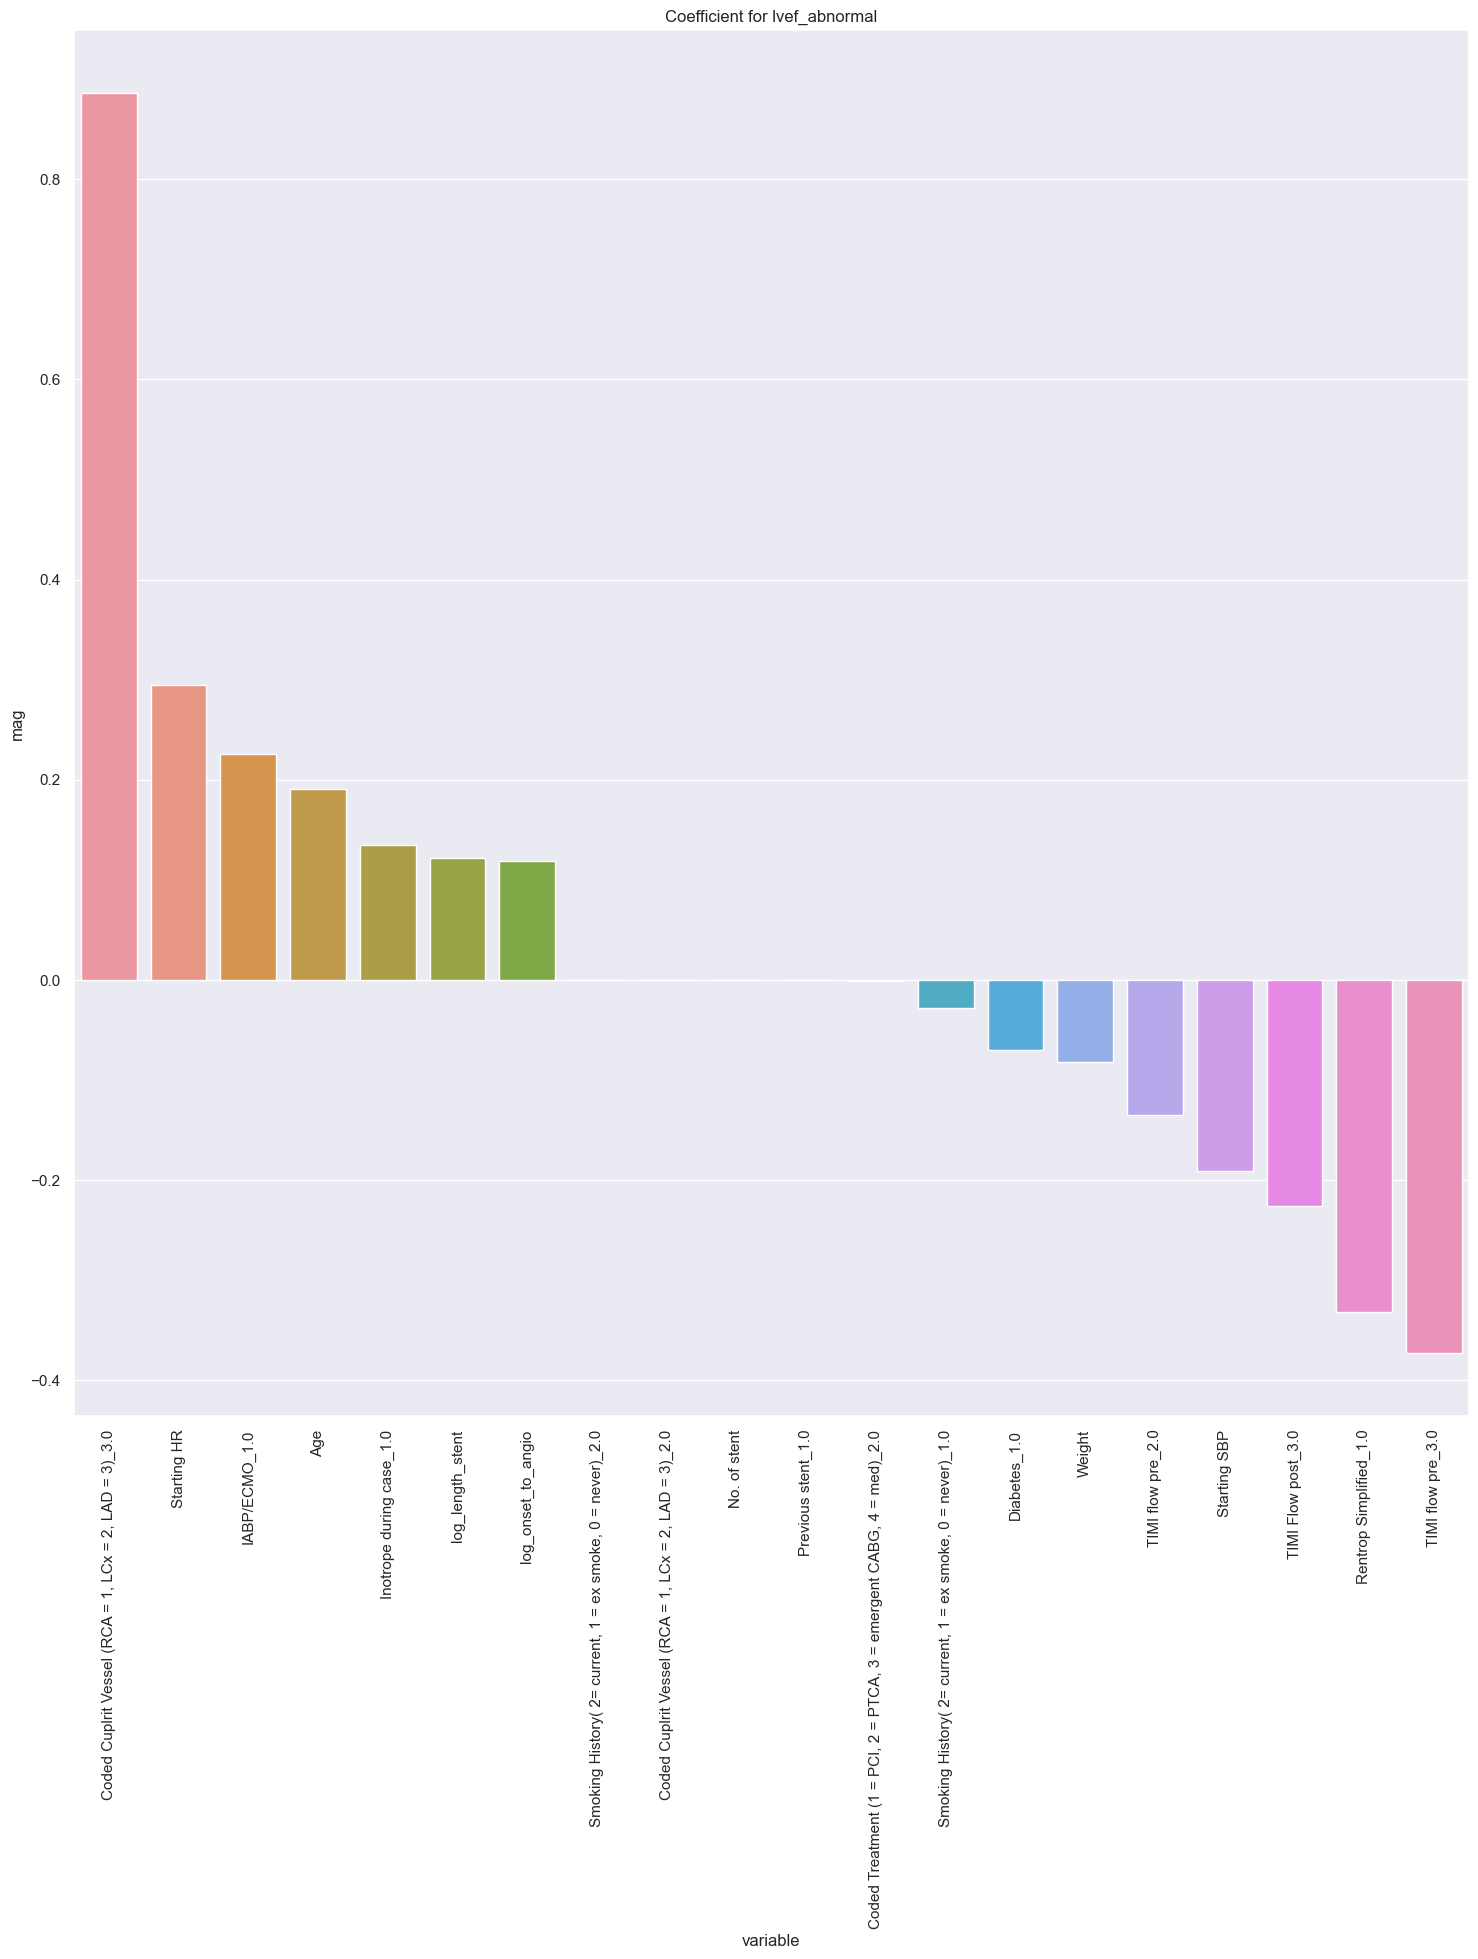 Coefficient for lvef_abnormal
mag
0.8
0.6
0.4
0.2
0.0
−0.2
−0.4
Coded Cuplrit Vessel (RCA = 1, LCx = 2, LAD = 3)_3.0
Starting HR
IABP/ECMO_1.0
Age
Inotrope during case_1.0
log_length_stent
log_onset_to_angio
Smoking History( 2= current, 1 = ex smoke, 0 = never)_2.0
Coded Cuplrit Vessel (RCA = 1, LCx = 2, LAD = 3)_2.0
No. of stent
Previous stent_1.0
Coded Treatment (1 = PCI, 2 = PTCA, 3 = emergent CABG, 4 = med)_2.0
Smoking History( 2= current, 1 = ex smoke, 0 = never)_1.0
Diabetes_1.0
Weight
TIMI flow pre_2.0
Starting SBP
TIMI Flow post_3.0
Rentrop Simplified_1.0
TIMI flow pre_3.0
variable